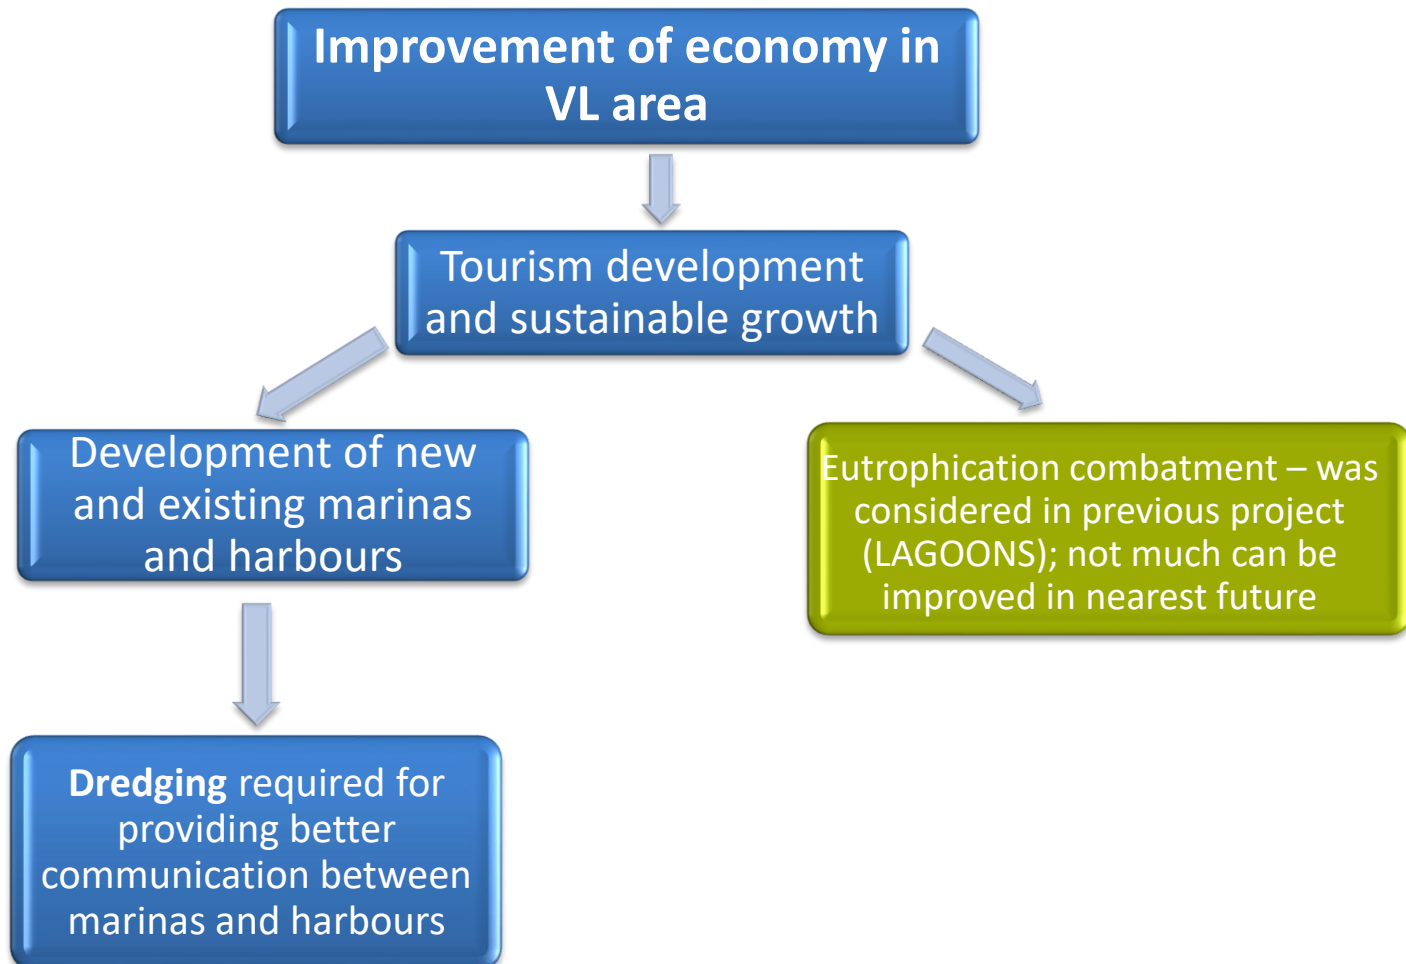 Improvement of economy in
VL area
Tourism development
and sustainable growth
Development of new
and existing marinas
and harbours
Eutrophication combatment – was
considered in previous project
(LAGOONS); not much can be
improved in nearest future
Dredging required for
providing better
communication between
marinas and harbours